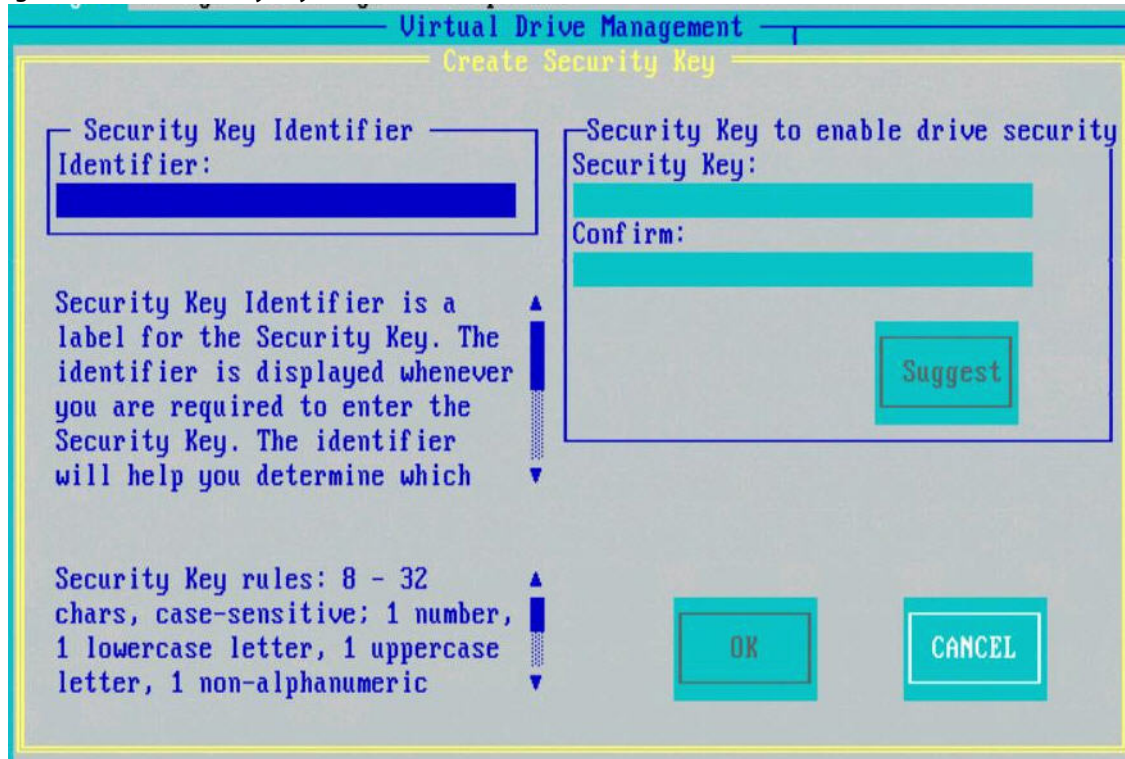 Virtual Drive Management
Create Security Key
Security Key Identifier
Identifier:
Security Key Identifier is a
label for the Security Key. The
identifier is displayed whenever
you are required to enter the
Security Key. The identifier
will help you determine which
Security Key rules: 8 - 32
chars, case-sensitive; 1 number,
1 lowercase letter, 1 uppercase
letter, 1 non-alphanumeric
Security Key to enable drive security
Security Key:
Confirm:
Suggest
OK
CANCEL